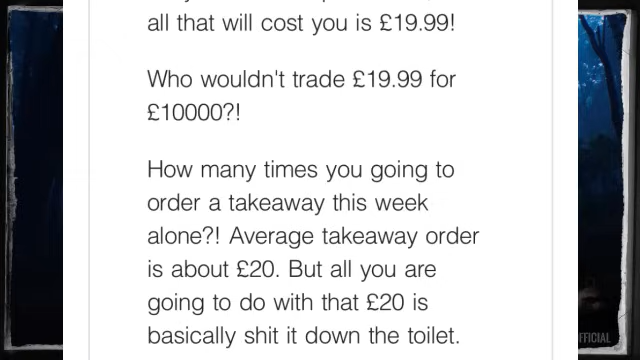 all that will cost you is £19.99!
Who wouldn't trade £19.99 for
£10000?!
How many times you going to
order a takeaway this week
alone?! Average takeaway order
is about £20. But all you are
going to do with that £20 is
basically shit it down the toilet.